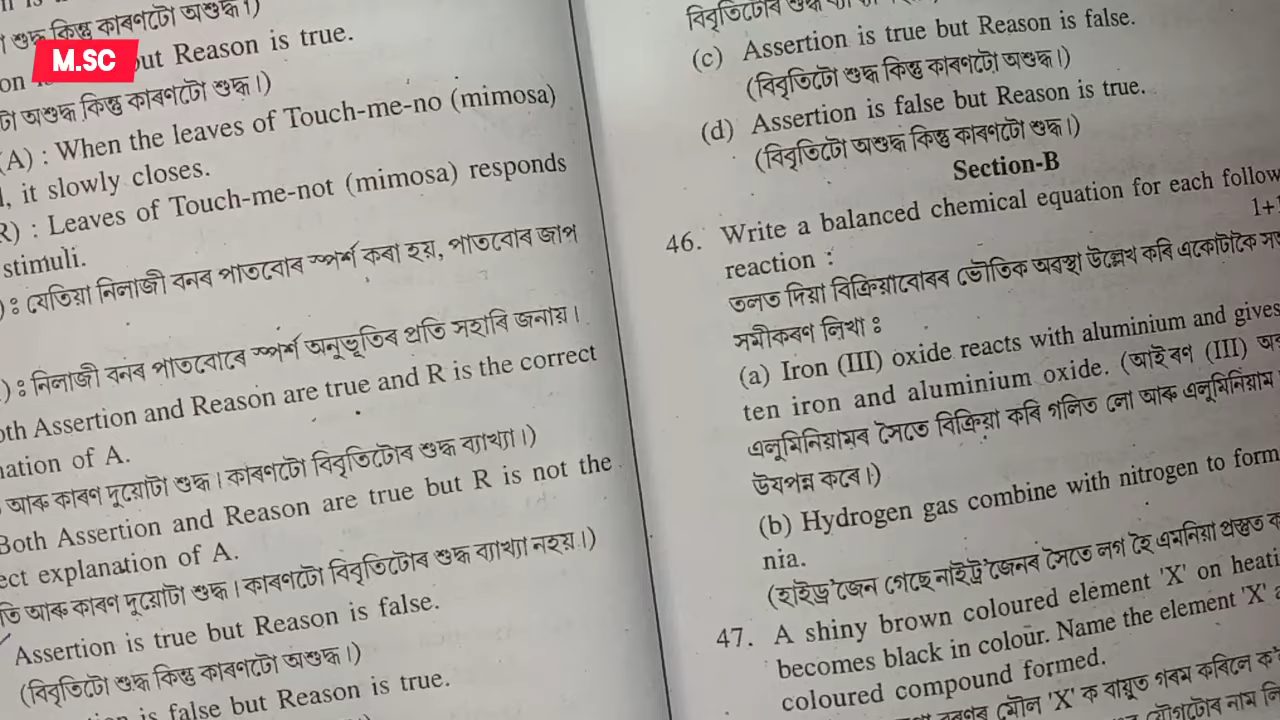 M.SC
শুদ্ধ কিন্তু কাৰণটো অশুদ্ধ।)
but Reason is true.
অশুদ্ধ কিন্তু কাৰণটো শুদ্ধ।)
(A) : When the leaves of Touch-me-no (mimosa)
it slowly closes.
R) : Leaves of Touch-me-not (mimosa) responds
stimuli.
) ঃ যেতিয়া নিলাজী বনৰ পাতবোৰ স্পৰ্শ কৰা হয়, পাতবোৰ জাপ
) ঃ নিলাজী বনৰ পাতবোৰে স্পৰ্শ অনুভূতিৰ প্ৰতি সহাৰি জনায়।
oth Assertion and Reason are true and R is the correct
nation of A.
আৰু কাৰণ দুয়োটা শুদ্ধ। কাৰণটো বিবৃতিটোৰ শুদ্ধ ব্যাখ্যা।)
Both Assertion and Reason are true but R is not the
ect explanation of A.
তি আৰু কাৰণ দুয়োটা শুদ্ধ। কাৰণটো বিবৃতিটোৰ শুদ্ধ ব্যাখ্যা নহয়।)
Assertion is true but Reason is false.
(বিবৃতিটো শুদ্ধ কিন্তু কাৰণটো অশুদ্ধ।)
is false but Reason is true.
বিবৃতিটোৰ শুদ্ধ
(c) Assertion is true but Reason is false.
(বিবৃতিটো শুদ্ধ কিন্তু কাৰণটো অশুদ্ধ।)
(d) Assertion is false but Reason is true.
(বিবৃতিটো অশুদ্ধ কিন্তু কাৰণটো শুদ্ধ।)
Section-B
46. Write a balanced chemical equation for each follow
reaction : 1+1
তলত দিয়া বিক্ৰিয়াবোৰৰ ভৌতিক অৱস্থা উল্লেখ কৰি একোটাকৈ
সমীকৰণ লিখা ঃ
(a) Iron (III) oxide reacts with aluminium and gives
ten iron and aluminium oxide. (আইৰণ (III)
এলুমিনিয়ামৰ সৈতে বিক্ৰিয়া কৰি গলিত লো আৰু এলুমিনিয়াম
উৎপন্ন কৰে।)
(b) Hydrogen gas combine with nitrogen to form
nia.
(হাইড্ৰ'জেন গেছে নাইট্ৰ'জেনৰ সৈতে লগ হৈ এমনিয়া প্ৰস্তুত
47. A shiny brown coloured element 'X' on heati
becomes black in colour. Name the element 'X'
coloured compound formed.
বৰণৰ মৌল 'X' ক বায়ুত গৰম কৰিলে
যৌগটোৰ নাম